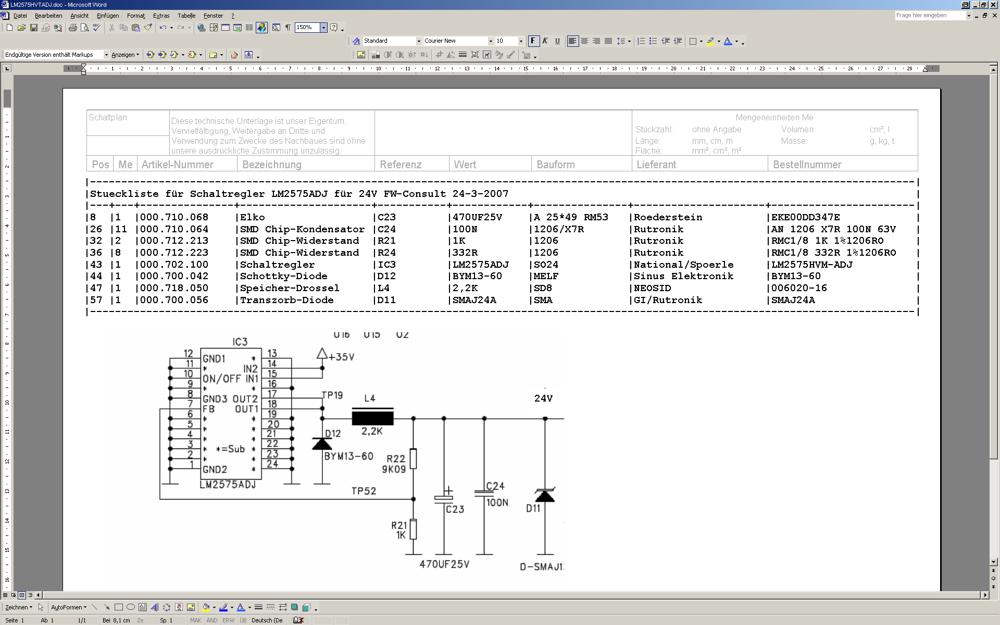 LM2575HVTADJ.doc - Microsoft Word
Datei Bearbeiten Ansicht Einfügen Format Extras Tabelle Fenster ?
Frage hier eingeben
150%
Standard Courier New 10 F K U
Endgültige Version enthält Markups Anzeigen
1 2 3 4 5 6 7 8 9 10 11 12 13 14 15 16 17 18 19 20 21 22 23 24 25 26 27 28
Schaltplan
Diese technische Unterlage ist unser Eigentum.
Vervielfältigung, Weitergabe an Dritte und
Verwendung zum Zwecke des Nachbaues sind ohne
unsere ausdrückliche Zustimmung unzulässig.
Mengeneinheiten Me
Stückzahl: ohne Angabe Volumen: cm³, l
Länge: mm, cm, m Masse: g, kg, t
Fläche: mm², cm², m²
Pos Me Artikel-Nummer Bezeichnung Referenz Wert Bauform Lieferant Bestellnummer
Stueckliste für Schaltregler LM2575ADJ für 24V FW-Consult 24-3-2007
|8 |1 |000.710.068 |Elko |C23 |470UF25V |A 25*49 RM53 |Roederstein |EKE00DD347E |
|26 |11 |000.710.064 |SMD Chip-Kondensator |C24 |100N |1206/X7R |Rutronik |AN 1206 X7R 100N 63V |
|32 |2 |000.712.213 |SMD Chip-Widerstand |R21 |1K |1206 |Rutronik |RMC1/8 1K 1%1206RO |
|36 |8 |000.712.223 |SMD Chip-Widerstand |R24 |332R |1206 |Rutronik |RMC1/8 332R 1%1206RO |
|43 |1 |000.702.100 |Schaltregler |IC3 |LM2575ADJ |SO24 |National/Spoerle |LM2575HVM-ADJ |
|44 |1 |000.700.042 |Schottky-Diode |D12 |BYM13-60 |MELF |Sinus Elektronik |BYM13-60 |
|47 |1 |000.718.050 |Speicher-Drossel |L4 |2,2K |SD8 |NEOSID |006020-16 |
|57 |1 |000.700.056 |Transzorb-Diode |D11 |SMAJ24A |SMA |GI/Rutronik |SMAJ24A |
U16 U15 U2
IC3
12 GND1 * 13
11 * IN2 14
10 ON/OFF IN1 15
9 * * 16
8 GND3 OUT2 17
7 FB OUT1 18
6 * * 19
5 * * 20
4 * * 21
3 * *=Sub * 22
2 * * 23
1 GND2 * 24
LM2575ADJ
+35V
TP19
L4
2,2K
24V
D12
BYM13-60
R22
9K09
TP52
C23
C24
100N
D11
R21
1K
470UF25V
D-SMAJ1
Zeichnen AutoFormen
Seite 1 Ab 1 1/1 Bei 8,1 cm Ze Sp 1 MAK ÄND ERW ÜB Deutsch (De